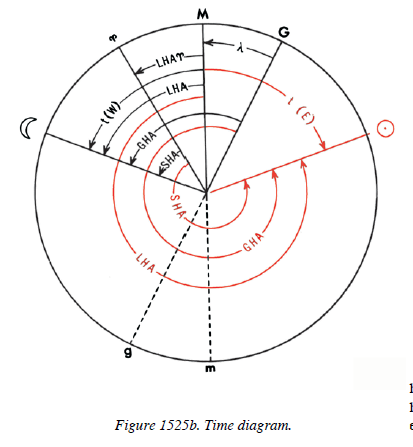 M
G
♈
λ
LHA♈
LHA
t(W)
t (E)
GHA
SHA
☾
☉
SHA
GHA
LHA
g
m
Figure 1525b. Time diagram.